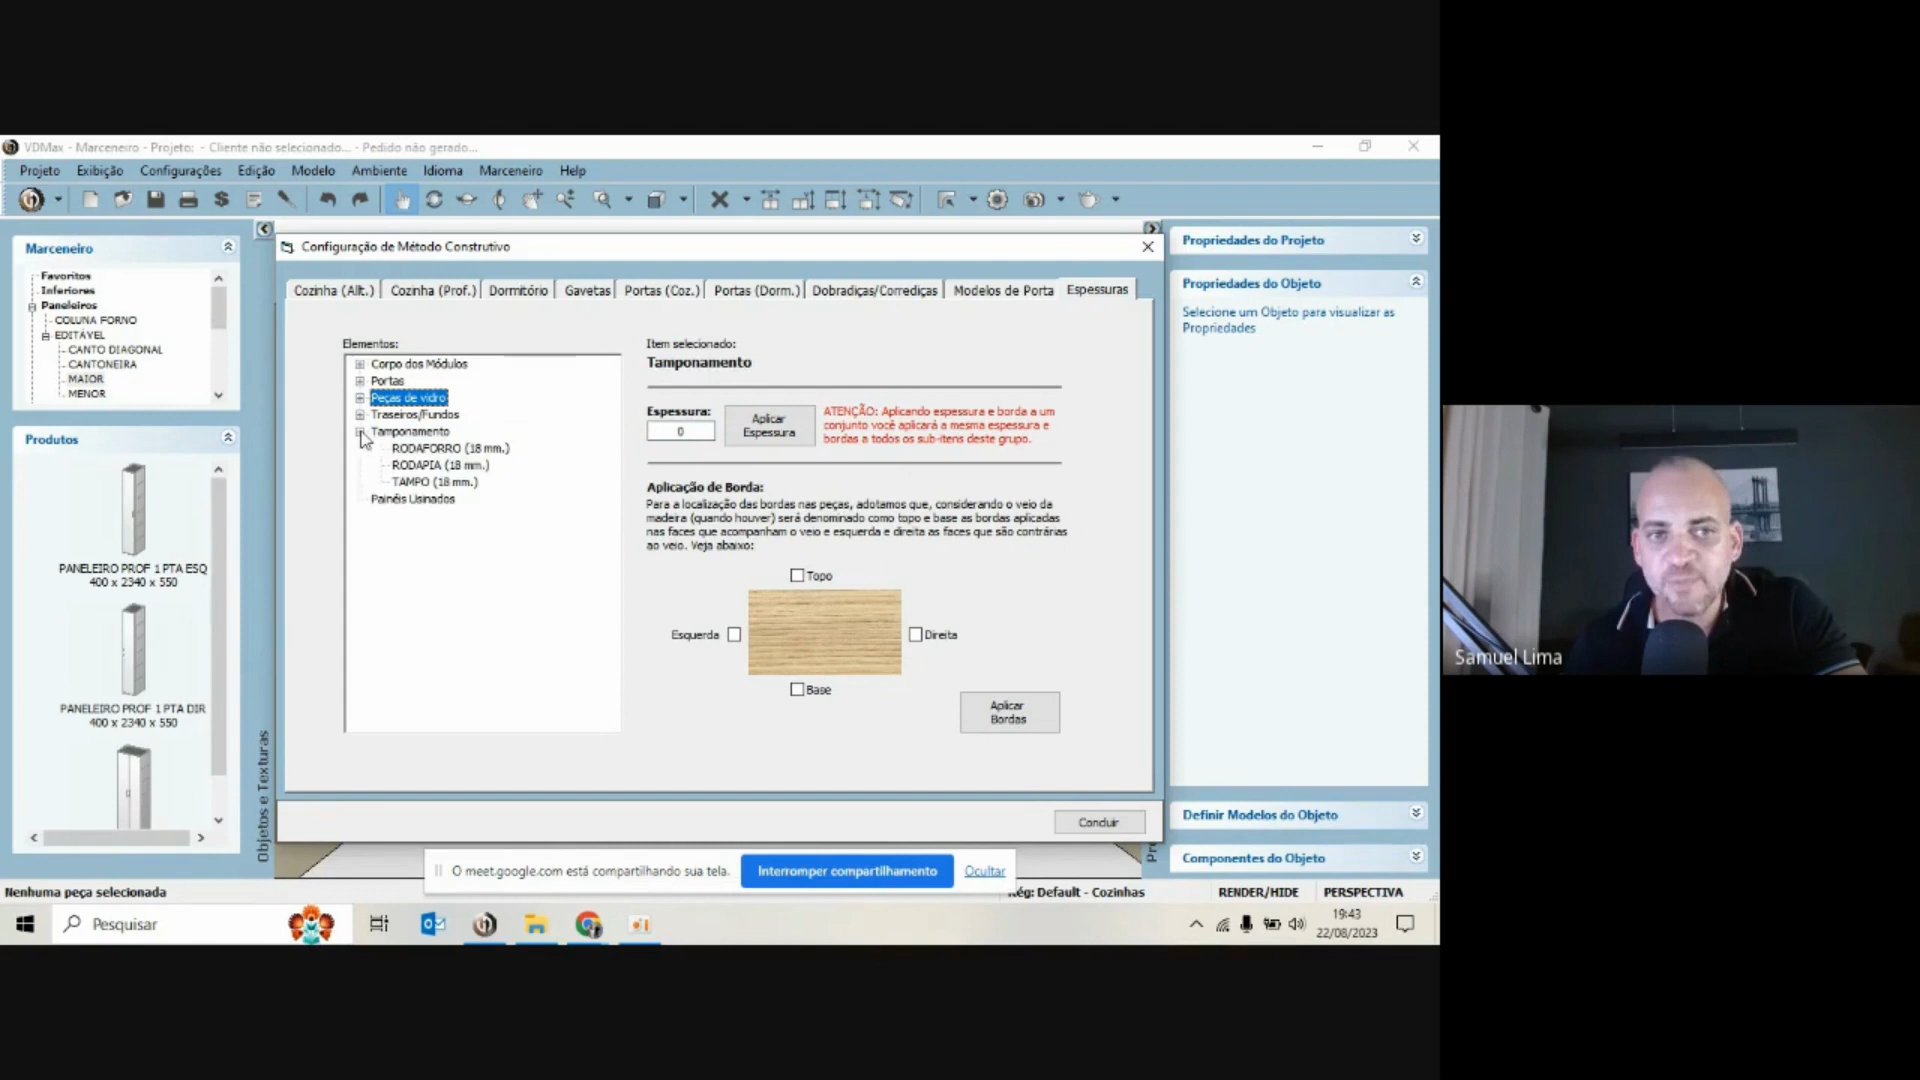 VDMax - Marceneiro - Projeto: - Cliente não selecionado... - Pedido não gerado...
Projeto Exibição Configurações Edição Modelo Ambiente Idioma Marceneiro Help
Marceneiro
Favoritos
Inferiores
Paneleiros
COLUNA FORNO
EDITÁVEL
CANTO DIAGONAL
CANTONEIRA
MAIOR
MENOR
Produtos
PANELEIRO PROF 1 PTA ESQ
400 x 2340 x 550
PANELEIRO PROF 1 PTA DIR
400 x 2340 x 550
Objetos e Texturas
Configuração de Método Construtivo
Cozinha (Alt.) Cozinha (Prof.) Dormitório Gavetas Portas (Coz.) Portas (Dorm.) Dobradiças/Corrediças Modelos de Porta Espessuras
Elementos:
Corpo dos Módulos
Portas
Peças de vidro
Traseiros/Fundos
Tamponamento
RODAFORRO (18 mm.)
RODAPIA (18 mm.)
TAMPO (18 mm.)
Painéis Usinados
Item selecionado:
Tamponamento
Espessura:
0
Aplicar
Espessura
ATENÇÃO: Aplicando espessura e borda a um
conjunto você aplicará a mesma espessura e
bordas a todos os sub-itens deste grupo.
Aplicação de Borda:
Para a localização das bordas nas peças, adotamos que, considerando o veio da
madeira (quando houver) será denominado como topo e base as bordas aplicadas
nas faces que acompanham o veio e esquerda e direita as faces que são contrárias
ao veio. Veja abaixo:
Topo
Esquerda
Direita
Base
Aplicar
Bordas
Concluir
Propriedades do Projeto
Propriedades do Objeto
Selecione um Objeto para visualizar as
Propriedades
Definir Modelos do Objeto
Componentes do Objeto
O meet.google.com está compartilhando sua tela.
Interromper compartilhamento
Ocultar
Nenhuma peça selecionada
Default - Cozinhas
RENDER/HIDE
PERSPECTIVA
Pesquisar
19:43
22/08/2023
Samuel Lima